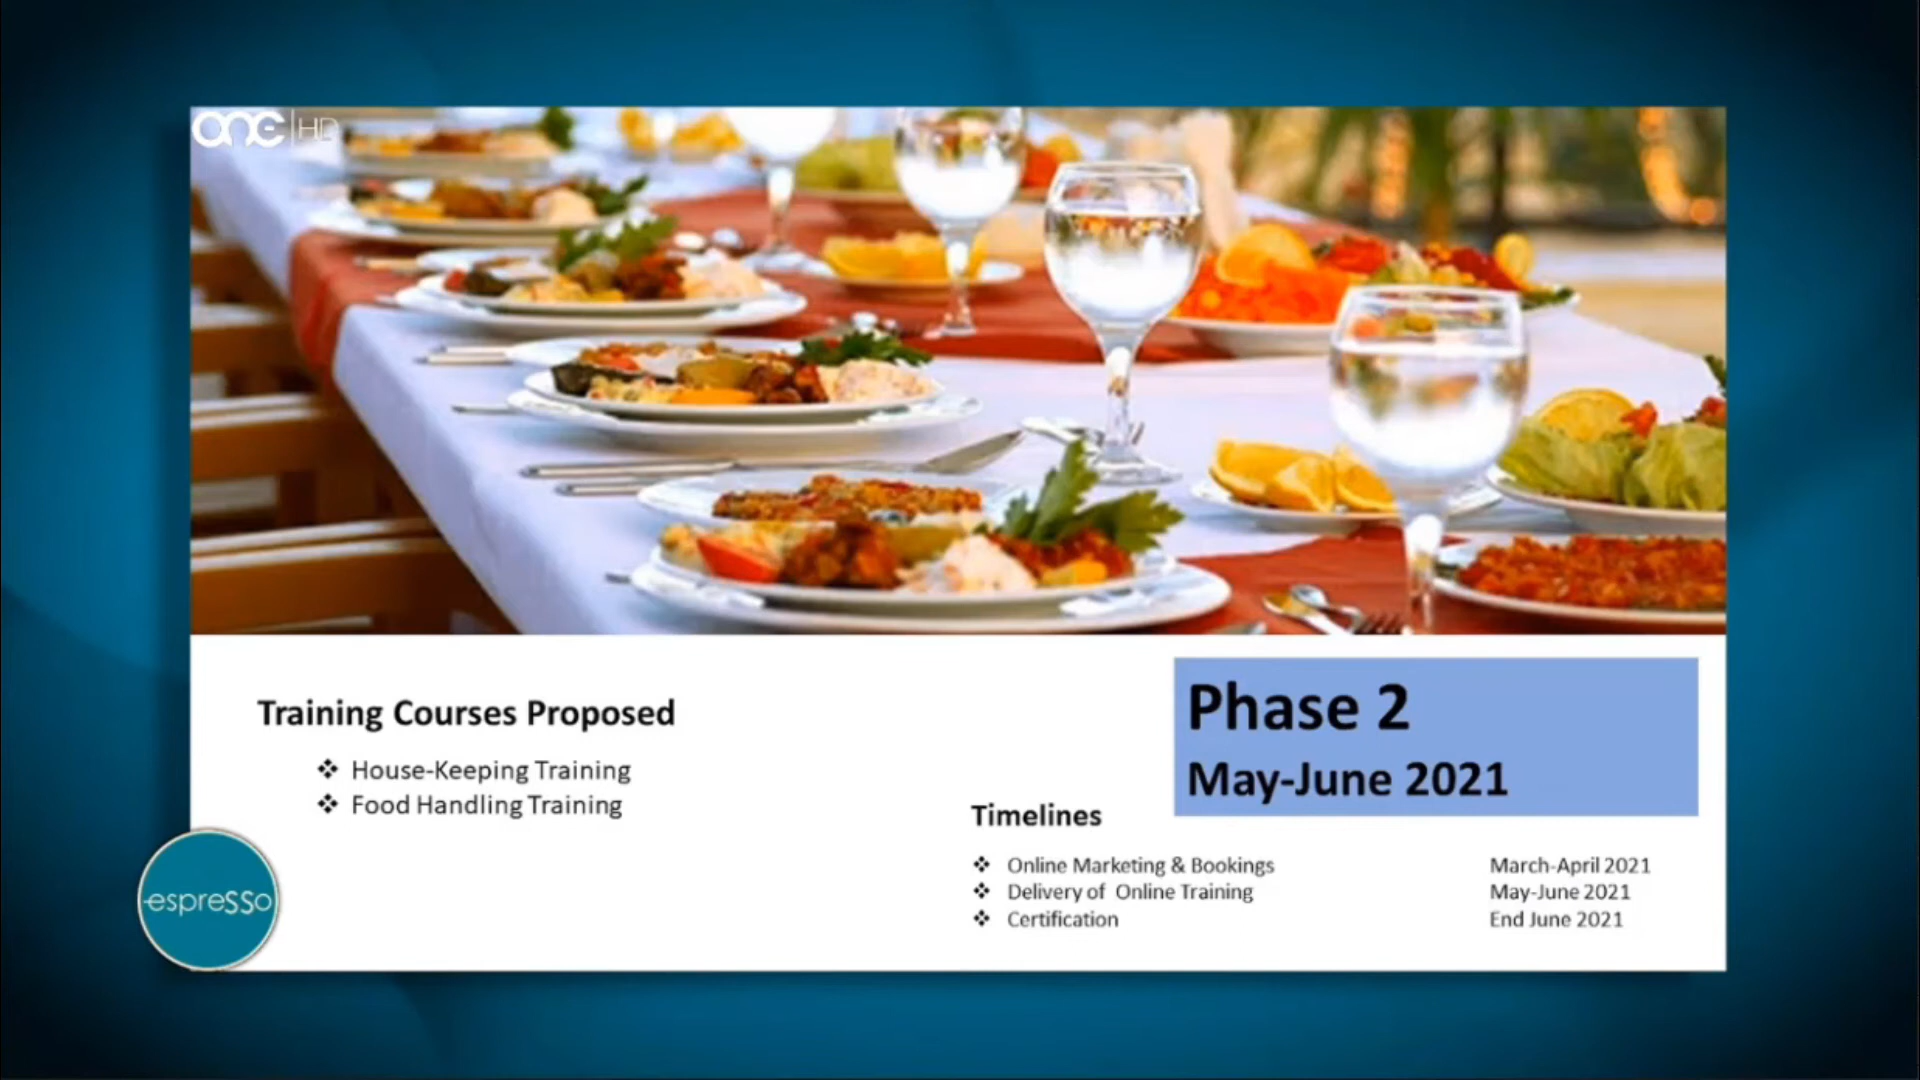 one | HD
Training Courses Proposed
❖ House-Keeping Training
❖ Food Handling Training
Phase 2
May-June 2021
Timelines
❖ Online Marketing & Bookings March-April 2021
❖ Delivery of Online Training May-June 2021
❖ Certification End June 2021
espresso